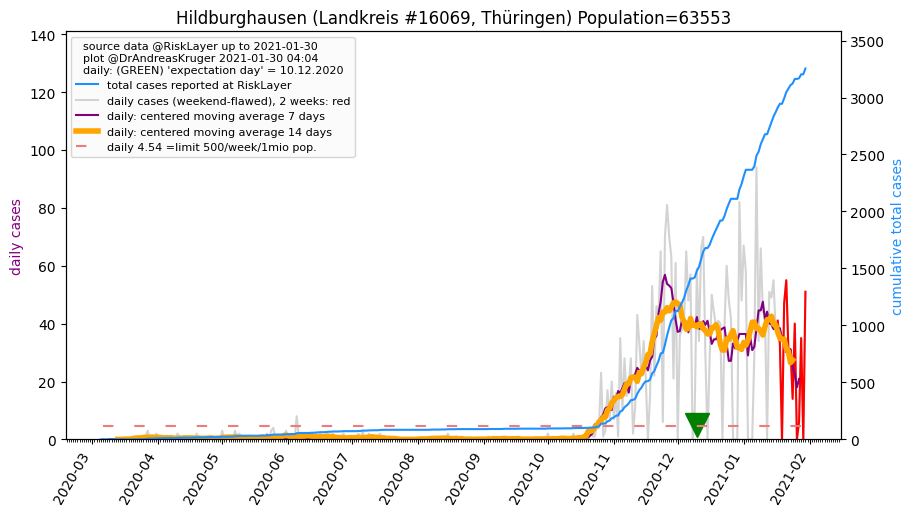 Hildburghausen (Landkreis #16069, Thüringen) Population=63553
source data @RiskLayer up to 2021-01-30
plot @DrAndreasKruger 2021-01-30 04:04
daily: (GREEN) 'expectation day' = 10.12.2020
total cases reported at RiskLayer
daily cases (weekend-flawed), 2 weeks: red
daily: centered moving average 7 days
daily: centered moving average 14 days
daily 4.54 =limit 500/week/1mio pop.
daily cases
140
120
100
80
60
40
20
0
cumulative total cases
3500
3000
2500
2000
1500
1000
500
0
2020-03
2020-04
2020-05
2020-06
2020-07
2020-08
2020-09
2020-10
2020-11
2020-12
2021-01
2021-02